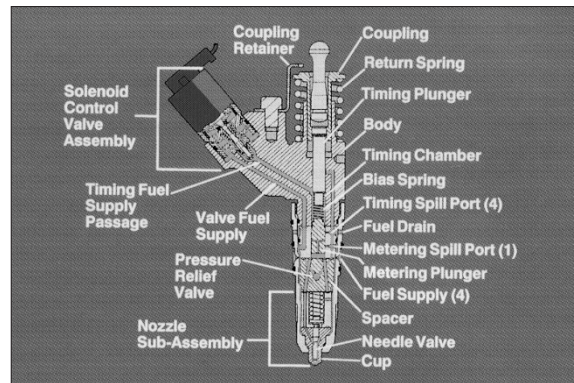 Coupling
Retainer
Coupling
Return Spring
Solenoid
Control
Valve
Assembly
Timing Plunger
Body
Timing Chamber
Timing Fuel
Supply
Passage
Bias Spring
Valve Fuel
Supply
Timing Spill Port (4)
Fuel Drain
Metering Spill Port (1)
Pressure
Relief
Valve
Metering Plunger
Fuel Supply (4)
Spacer
Nozzle
Sub-Assembly
Needle Valve
Cup